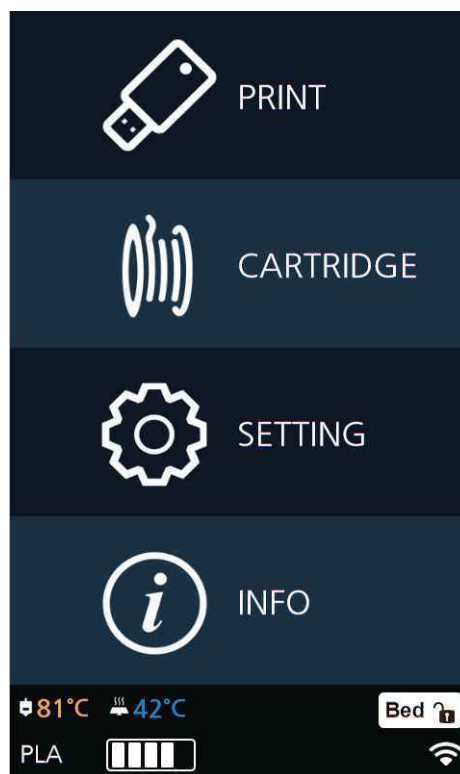 PRINT
CARTRIDGE
SETTING
i INFO
81°C 42°C Bed
PLA